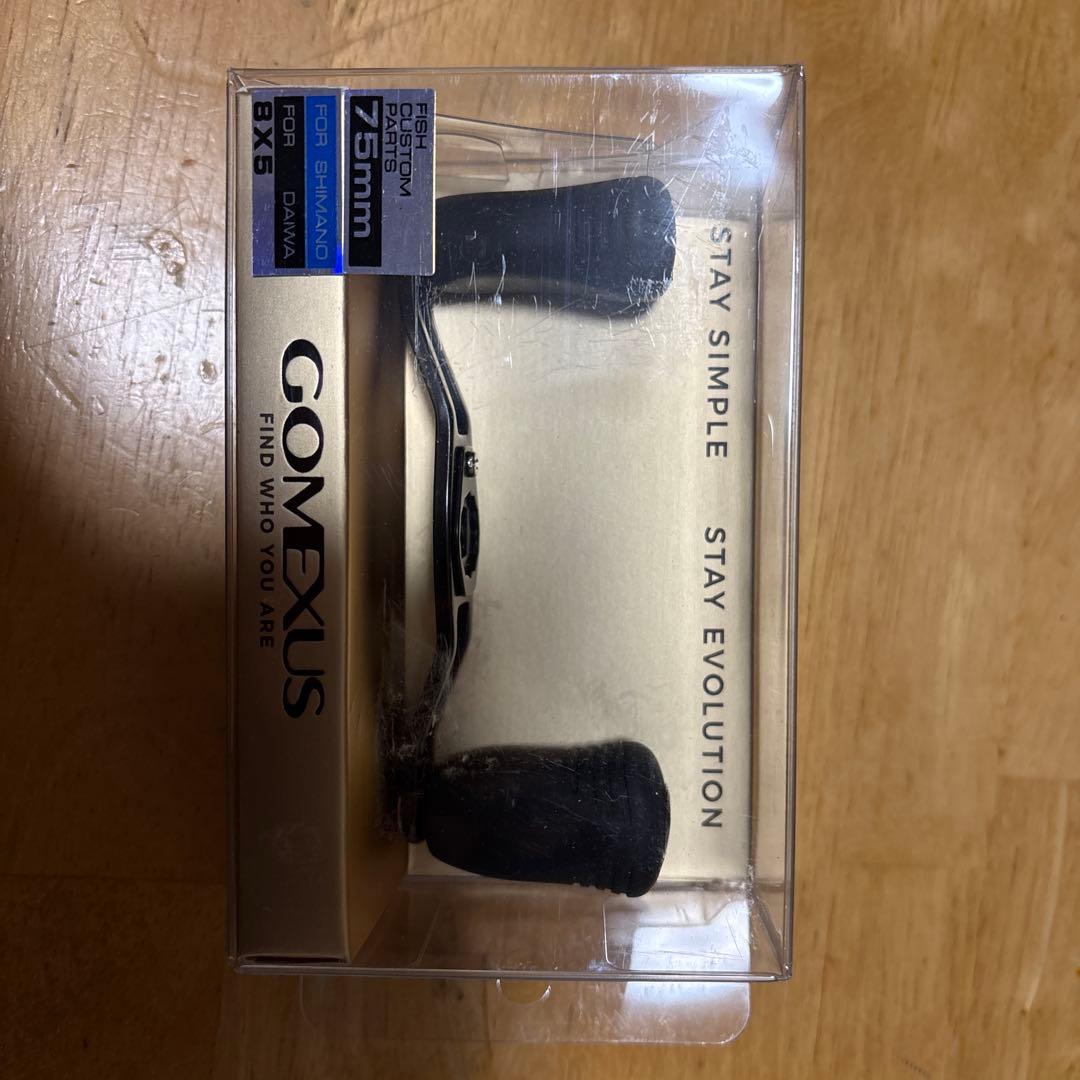 FISH
CUSTOM
PARTS
75mm
FOR SHIMANO
FOR DAIWA
8X5
GOMEXUS
FIND WHO YOU ARE
STAY SIMPLE STAY EVOLUTION